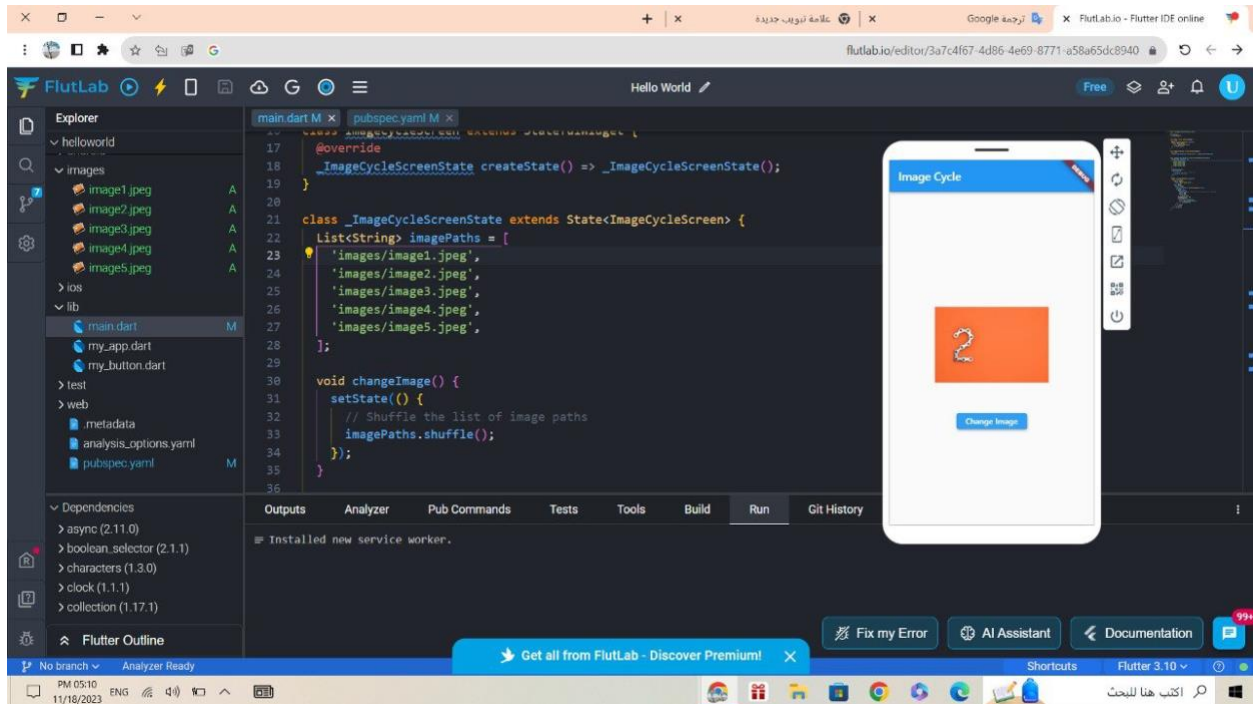 FlutLab.io - Flutter IDE online
ترجمة Google
علامة تبويب جديدة
flutlab.io/editor/3a7c4f67-4d86-4e69-8771-a58a65dc8940
FlutLab
Hello World
Free
U
Explorer
main.dart M
pubspec.yaml M
helloworld
images
image1.jpeg A
image2.jpeg A
image3.jpeg A
image4.jpeg A
image5.jpeg A
ios
lib
main.dart M
my_app.dart
my_button.dart
test
web
.metadata
analysis_options.yaml
pubspec.yaml M
Dependencies
async (2.11.0)
boolean_selector (2.1.1)
characters (1.3.0)
clock (1.1.1)
collection (1.17.1)
Flutter Outline
17 @override
18 _ImageCycleScreenState createState() => _ImageCycleScreenState();
19 }
20
21 class _ImageCycleScreenState extends State<ImageCycleScreen> {
22 List<String> imagePaths = [
23 'images/image1.jpeg',
24 'images/image2.jpeg',
25 'images/image3.jpeg',
26 'images/image4.jpeg',
27 'images/image5.jpeg',
28 ];
29
30 void changeImage() {
31 setState(() {
32 // Shuffle the list of image paths
33 imagePaths.shuffle();
34 });
35 }
36
Image Cycle
DEBUG
2
Change Image
Outputs Analyzer Pub Commands Tests Tools Build Run Git History
Installed new service worker.
Fix my Error
AI Assistant
Documentation
99+
Get all from FlutLab - Discover Premium!
No branch
Analyzer Ready
Shortcuts
Flutter 3.10
PM 05:10
11/18/2023
ENG
اكتب هنا للبحث